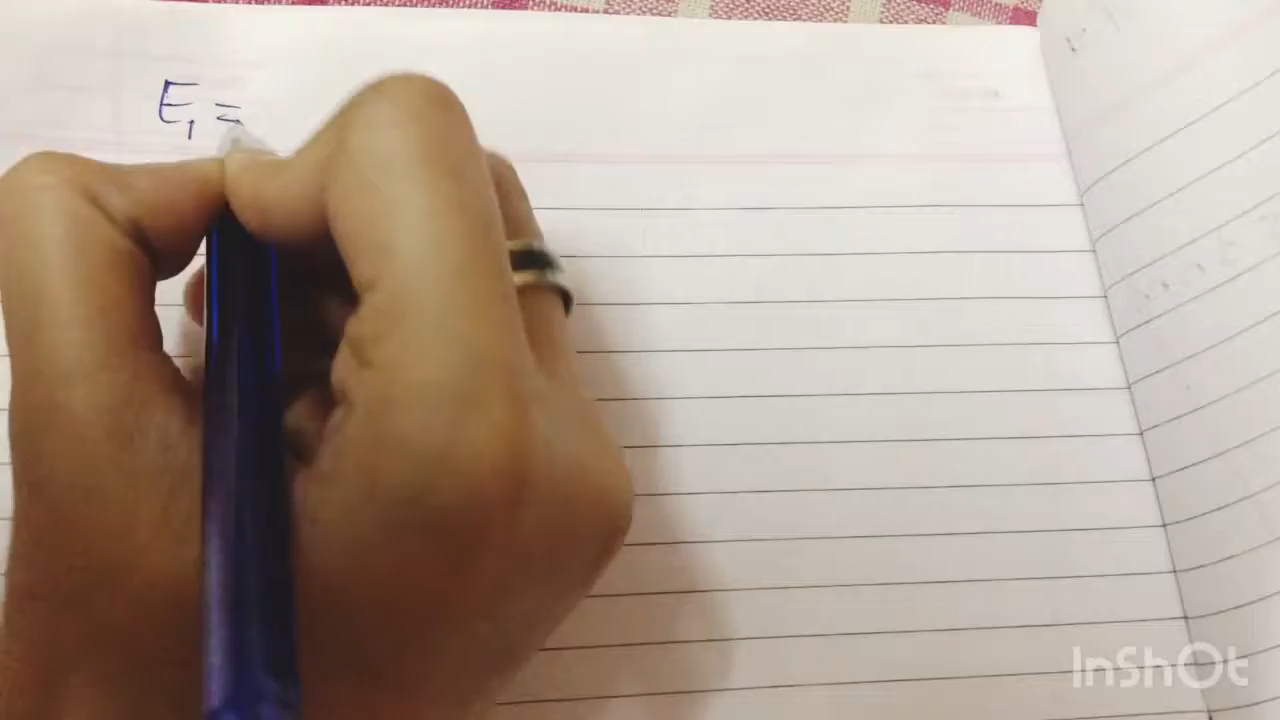 E₁ =
InShOt